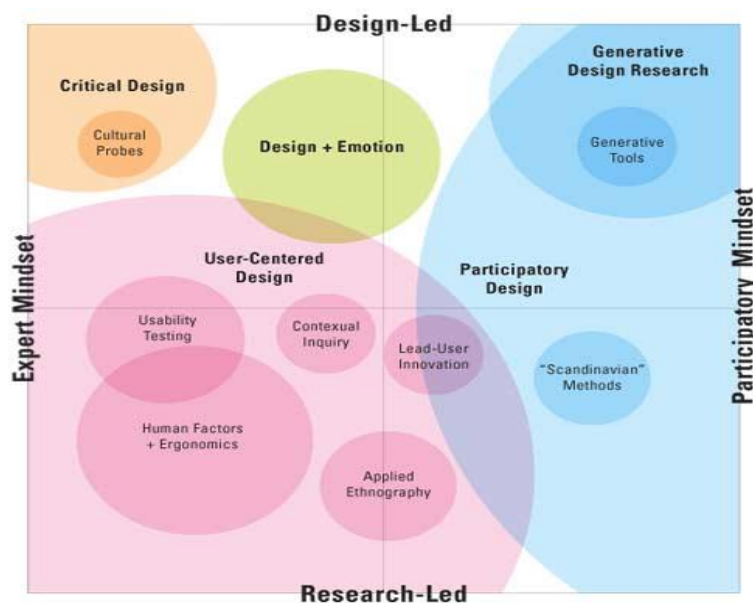 Design-Led
Generative
Design Research
Critical Design
Cultural
Probes
Design + Emotion
Generative
Tools
Expert Mindset
Participatory Mindset
User-Centered
Design
Participatory
Design
Usability
Testing
Contexual
Inquiry
Lead-User
Innovation
"Scandinavian"
Methods
Human Factors
+ Ergonomics
Applied
Ethnography
Research-Led